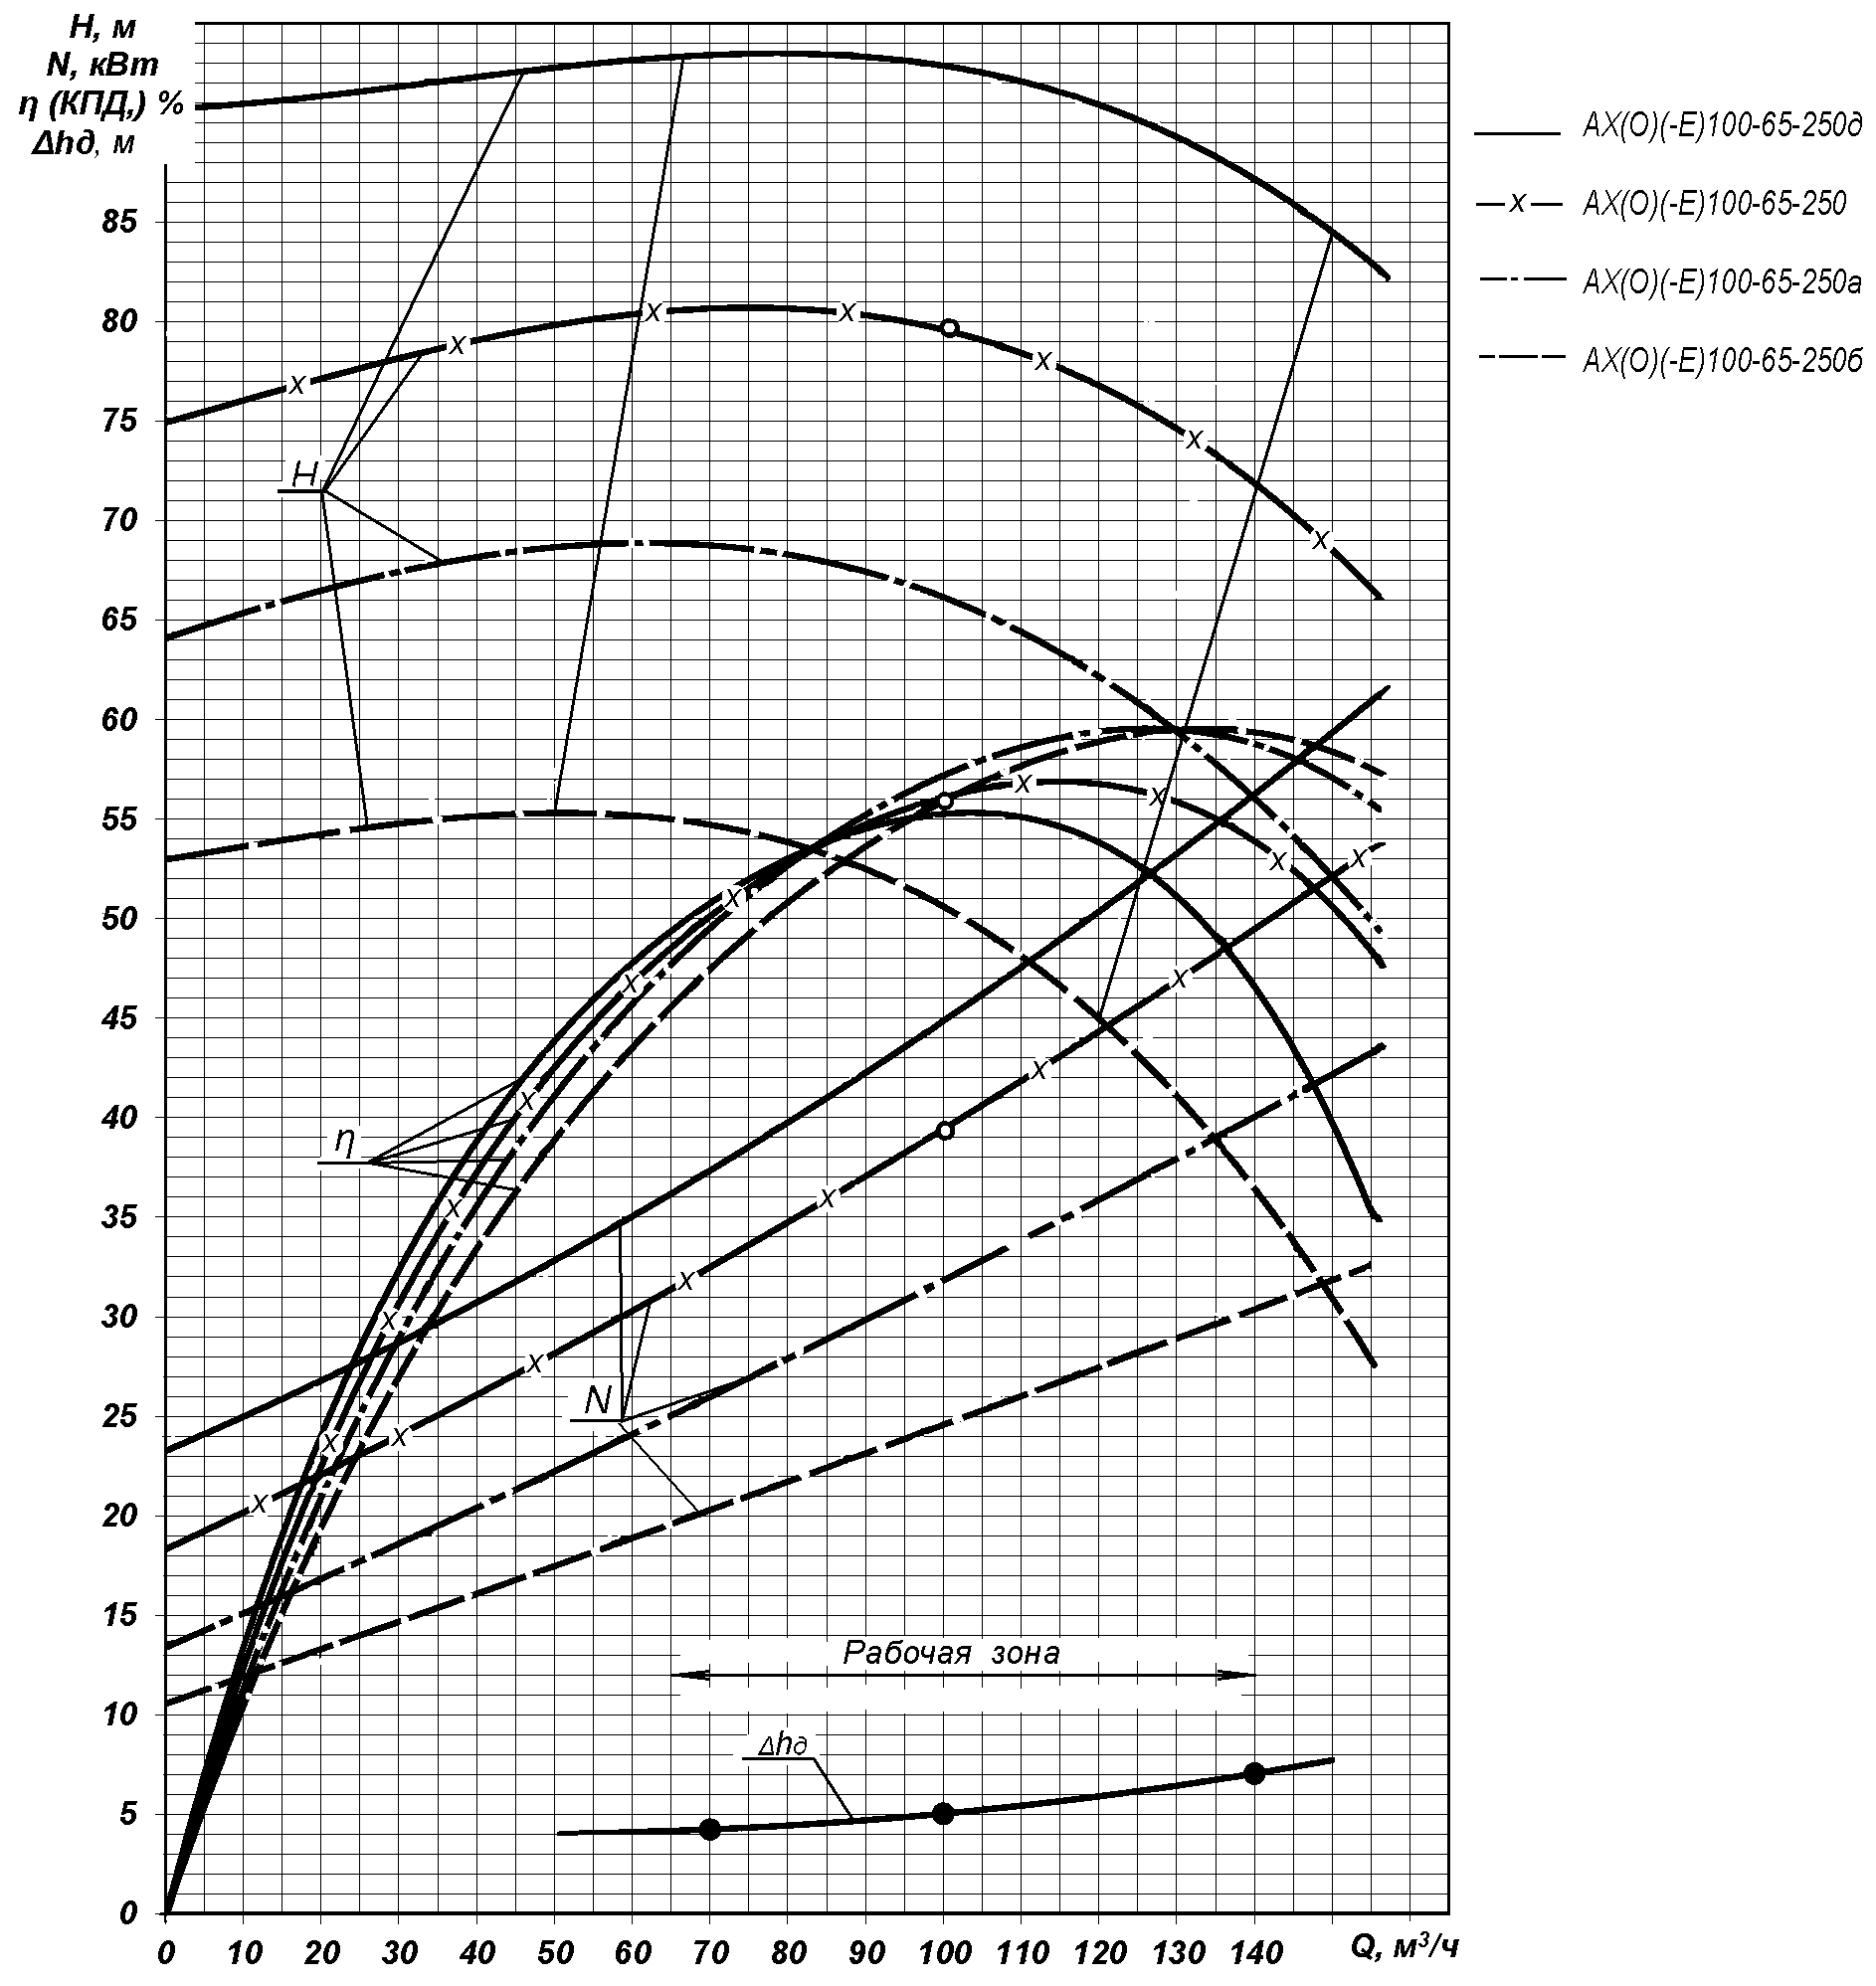 H, м
N, кВт
η (КПД,) %
Δhд, м
АХ(О)(-Е)100-65-250д
х АХ(О)(-Е)100-65-250
АХ(О)(-Е)100-65-250а
АХ(О)(-Е)100-65-250б
85
80
75
H
70
65
60
55
50
45
40
η
35
30
N
25
20
15
Рабочая зона
10
Δhд
5
0
0 10 20 30 40 50 60 70 80 90 100 110 120 130 140 Q, м³/ч